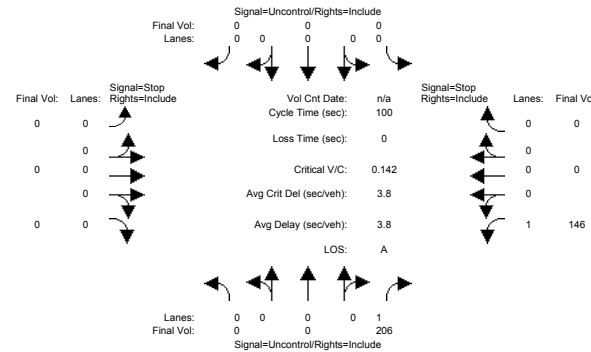 Signal=Uncontrol/Rights=Include
Final Vol: 0 0 0
Lanes: 0 0 0 0 0
Signal=Stop
Final Vol: Lanes: Rights=Include
Vol Cnt Date: n/a
Signal=Stop
Rights=Include Lanes: Final Vo
Cycle Time (sec): 100
0 0
0 0
Loss Time (sec): 0
0
0
0 0
Critical V/C: 0.142
0 0
0
Avg Crit Del (sec/veh): 3.8
0
0 0
Avg Delay (sec/veh): 3.8
1 146
LOS: A
Lanes: 0 0 0 0 1
Final Vol: 0 0 206
Signal=Uncontrol/Rights=Include